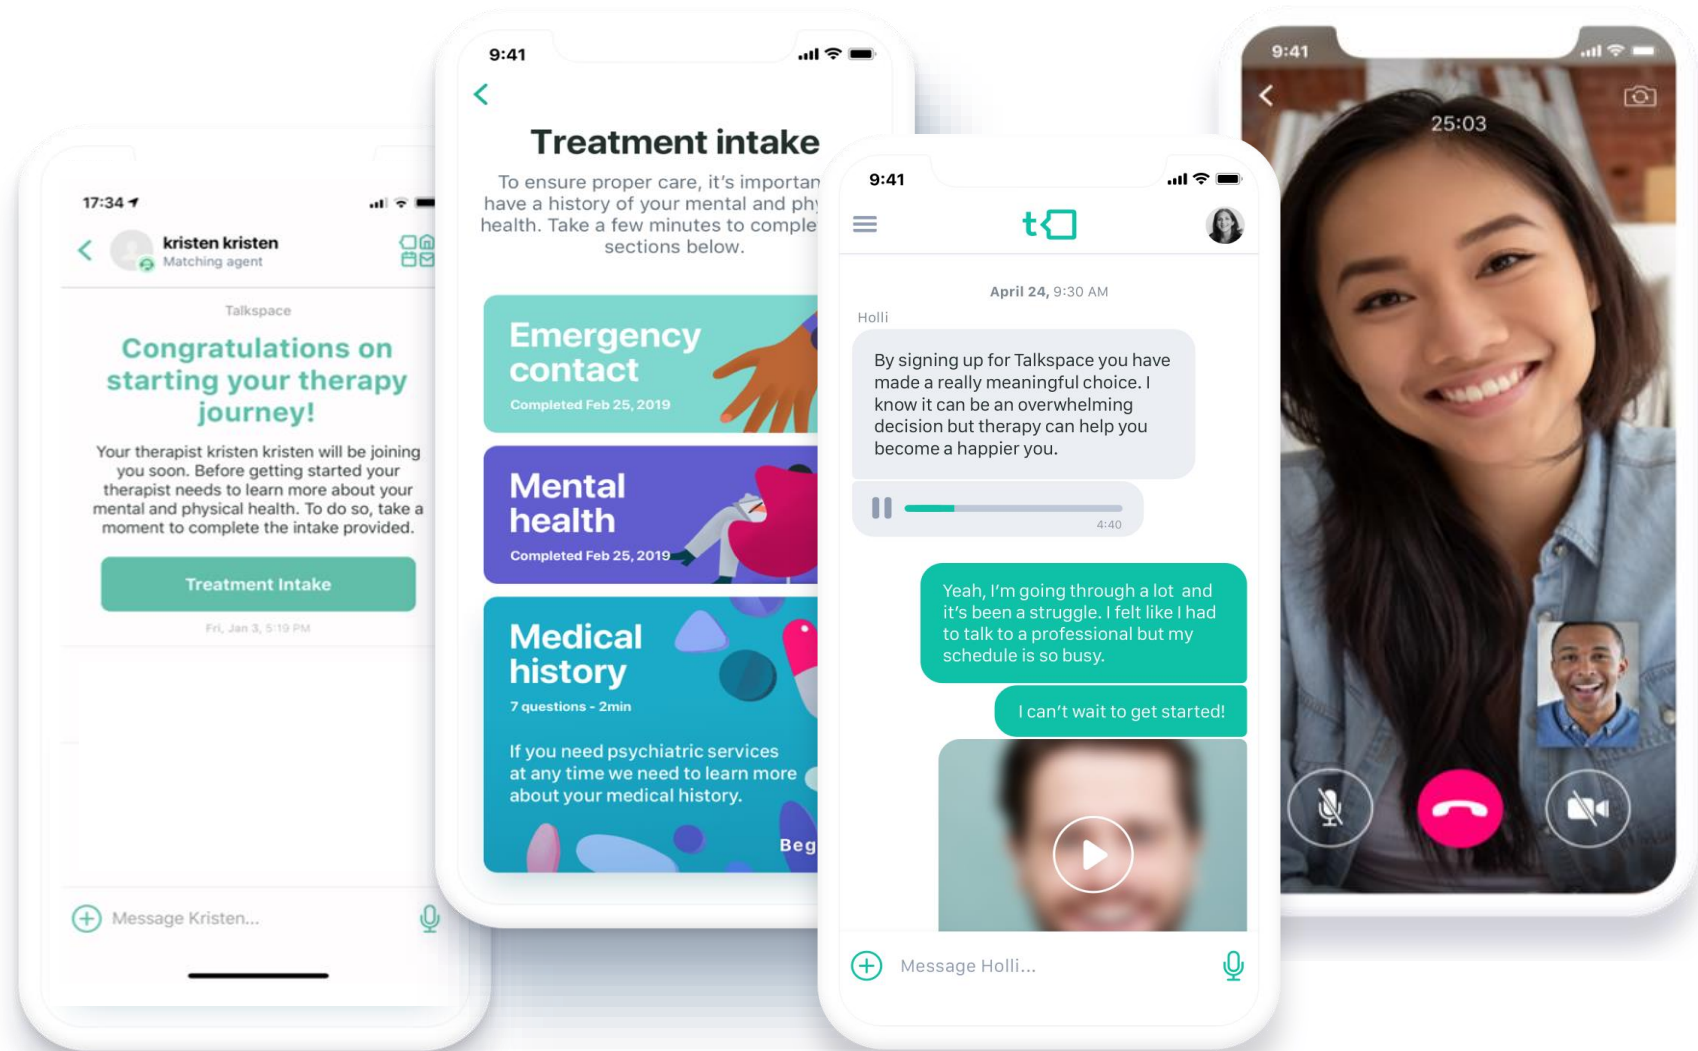 17:34
kristen kristen
Matching agent
Talkspace
Congratulations on
starting your therapy
journey!
Your therapist kristen kristen will be joining
you soon. Before getting started your
therapist needs to learn more about your
mental and physical health. To do so, take a
moment to complete the intake provided.
Treatment Intake
Fri, Jan 3, 5:19 PM
Message Kristen...
9:41
Treatment intake
To ensure proper care, it's importan
have a history of your mental and phy
health. Take a few minutes to comple
sections below.
Emergency
contact
Completed Feb 25, 2019
Mental
health
Completed Feb 25, 2019
Medical
history
7 questions - 2min
If you need psychiatric services
at any time we need to learn more
about your medical history.
Beg
9:41
t
April 24, 9:30 AM
Holli
By signing up for Talkspace you have
made a really meaningful choice. I
know it can be an overwhelming
decision but therapy can help you
become a happier you.
4:40
Yeah, I'm going through a lot and
it's been a struggle. I felt like I had
to talk to a professional but my
schedule is so busy.
I can't wait to get started!
Message Holli...
9:41
25:03